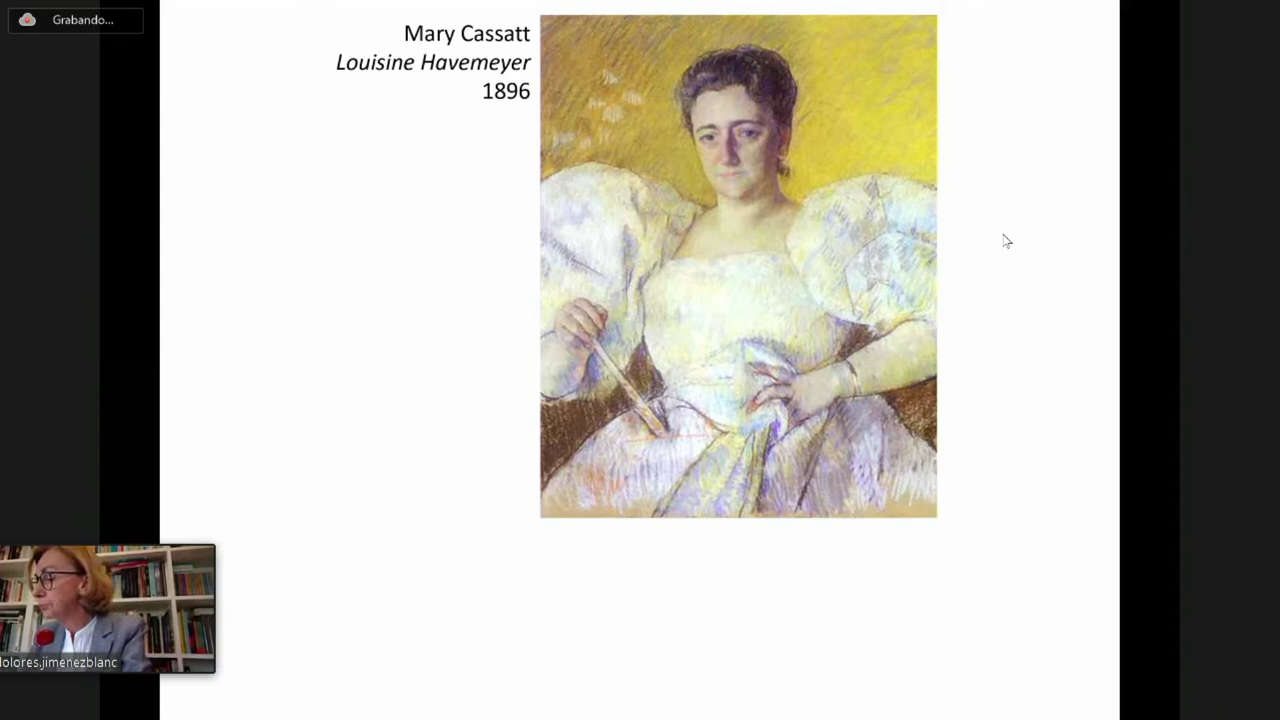 Grabando...
Mary Cassatt
Louisine Havemeyer
1896
dolores.jimenezblanc